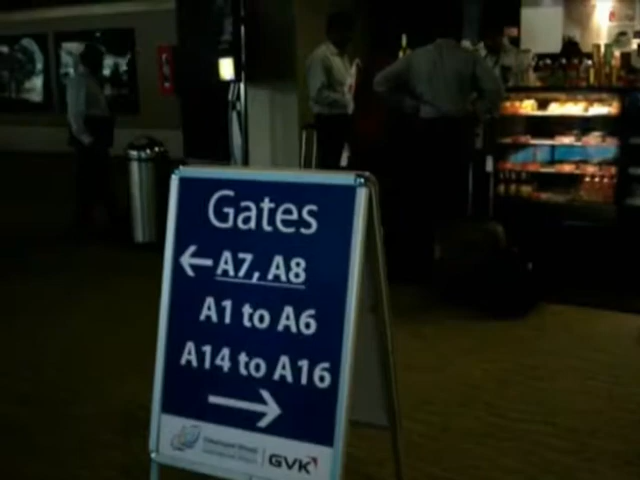 Gates
← A7, A8
A1 to A6
A14 to A16
→
GVK